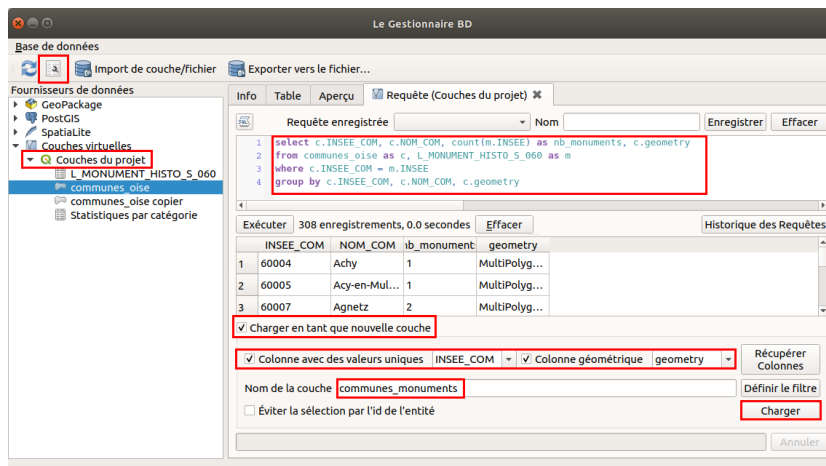 Le Gestionnaire BD
Base de données
Import de couche/fichier
Exporter vers le fichier...
Fournisseurs de données
GeoPackage
PostGIS
SpatiaLite
Couches virtuelles
Couches du projet
L_MONUMENT_HISTO_S_060
communes_oise
communes_oise copier
Statistiques par catégorie
Info Table Aperçu Requête (Couches du projet)
Requête enregistrée Nom Enregistrer Effacer
1 select c.INSEE_COM, c.NOM_COM, count(m.INSEE) as nb_monuments, c.geometry
2 from communes_oise as c, L_MONUMENT_HISTO_S_060 as m
3 where c.INSEE_COM = m.INSEE
4 group by c.INSEE_COM, c.NOM_COM, c.geometry
Exécuter 308 enregistrements, 0.0 secondes Effacer Historique des Requêtes
INSEE_COM NOM_COM nb_monument: geometry
1 60004 Achy 1 MultiPolyg...
2 60005 Acy-en-Mul... 1 MultiPolyg...
3 60007 Agnetz 2 MultiPolyg...
Charger en tant que nouvelle couche
Colonne avec des valeurs uniques INSEE_COM Colonne géométrique geometry Récupérer Colonnes
Nom de la couche communes_monuments Définir le filtre
Éviter la sélection par l'id de l'entité Charger
Annuler